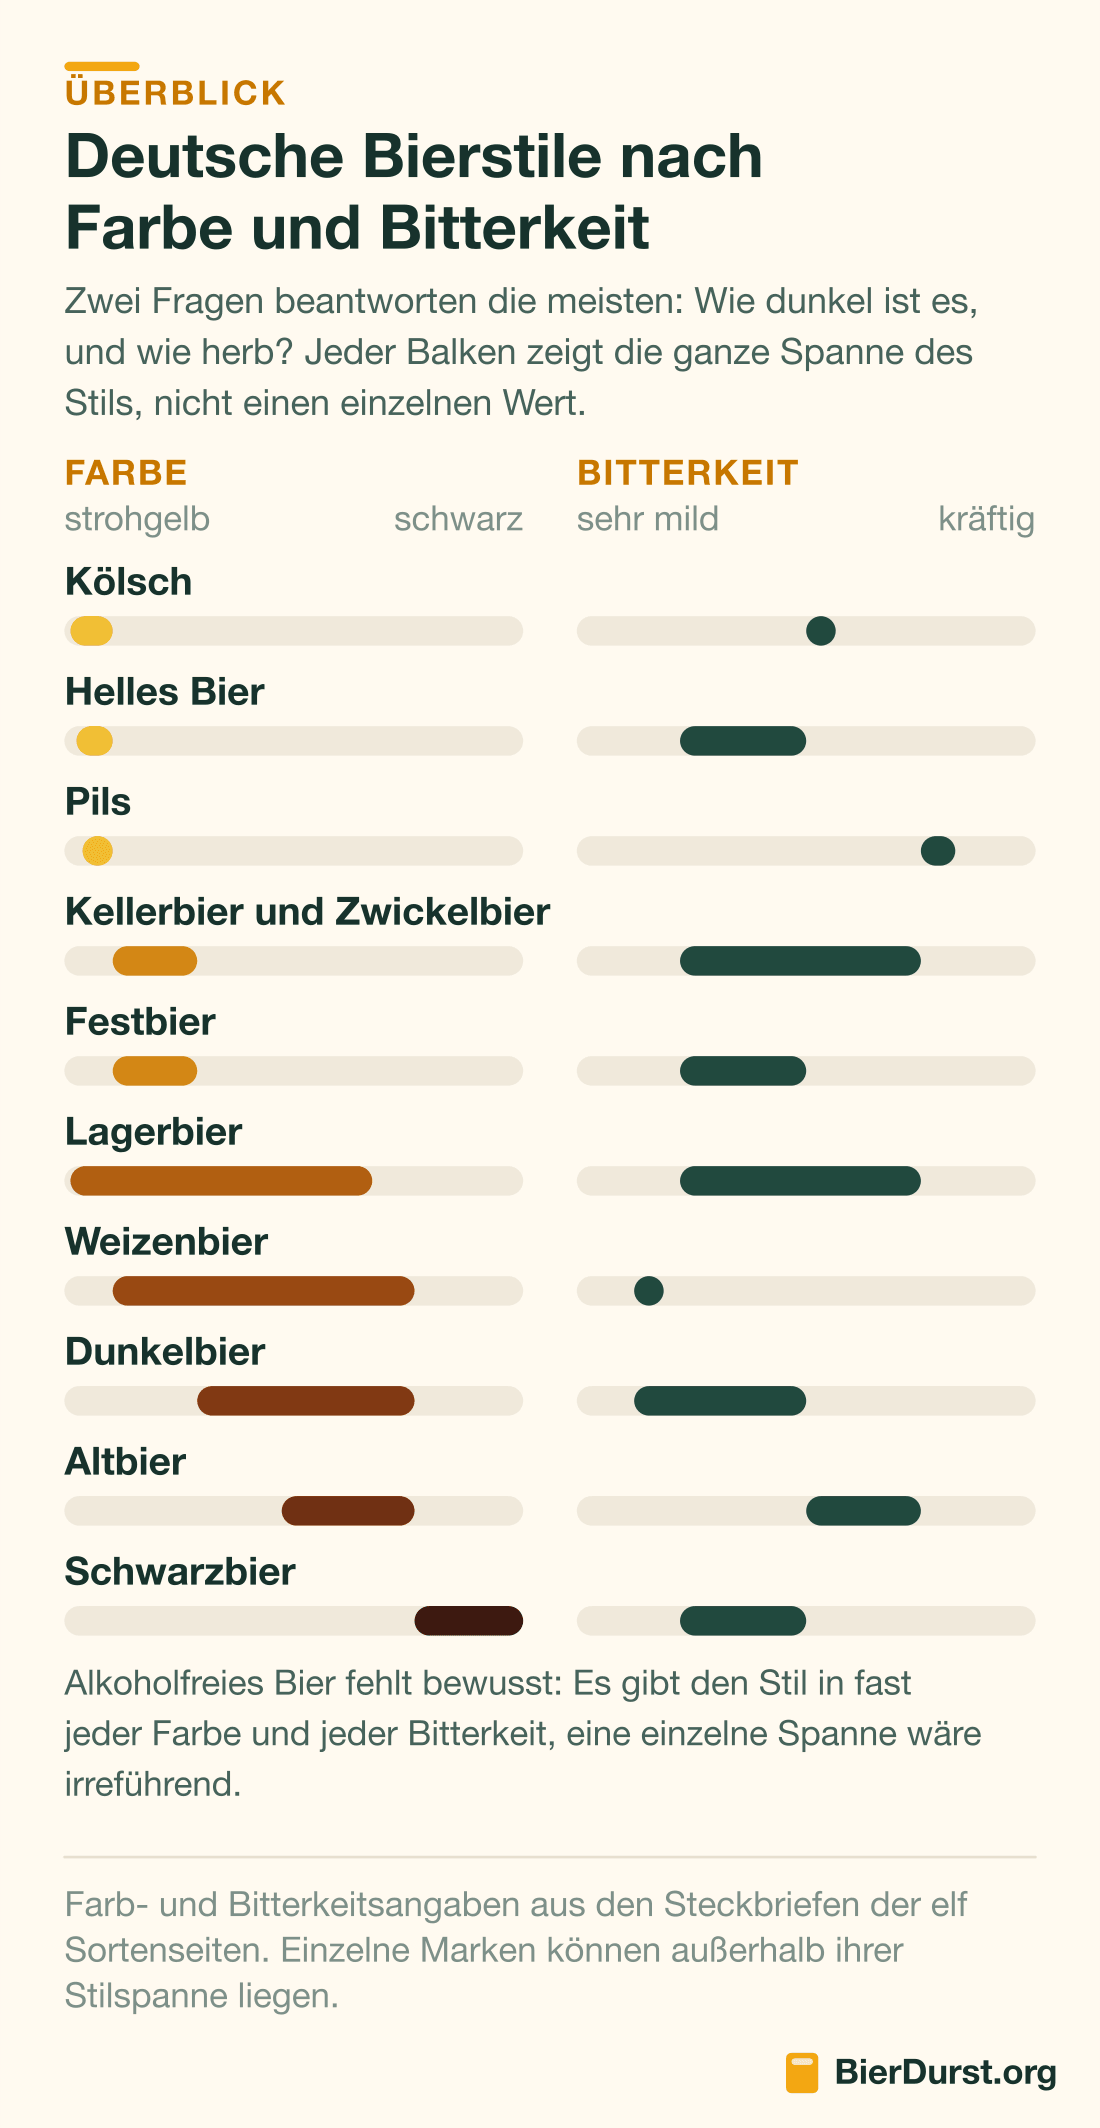 ÜBERBLICK
Deutsche Bierstile nach
Farbe und Bitterkeit
Zwei Fragen beantworten die meisten: Wie dunkel ist es,
und wie herb? Jeder Balken zeigt die ganze Spanne des
Stils, nicht einen einzelnen Wert.
FARBE BITTERKEIT
strohgelb schwarz sehr mild kräftig
Kölsch
Helles Bier
Pils
Kellerbier und Zwickelbier
Festbier
Lagerbier
Weizenbier
Dunkelbier
Altbier
Schwarzbier
Alkoholfreies Bier fehlt bewusst: Es gibt den Stil in fast
jeder Farbe und jeder Bitterkeit, eine einzelne Spanne wäre
irreführend.
Farb- und Bitterkeitsangaben aus den Steckbriefen der elf
Sortenseiten. Einzelne Marken können außerhalb ihrer
Stilspanne liegen.
BierDurst.org